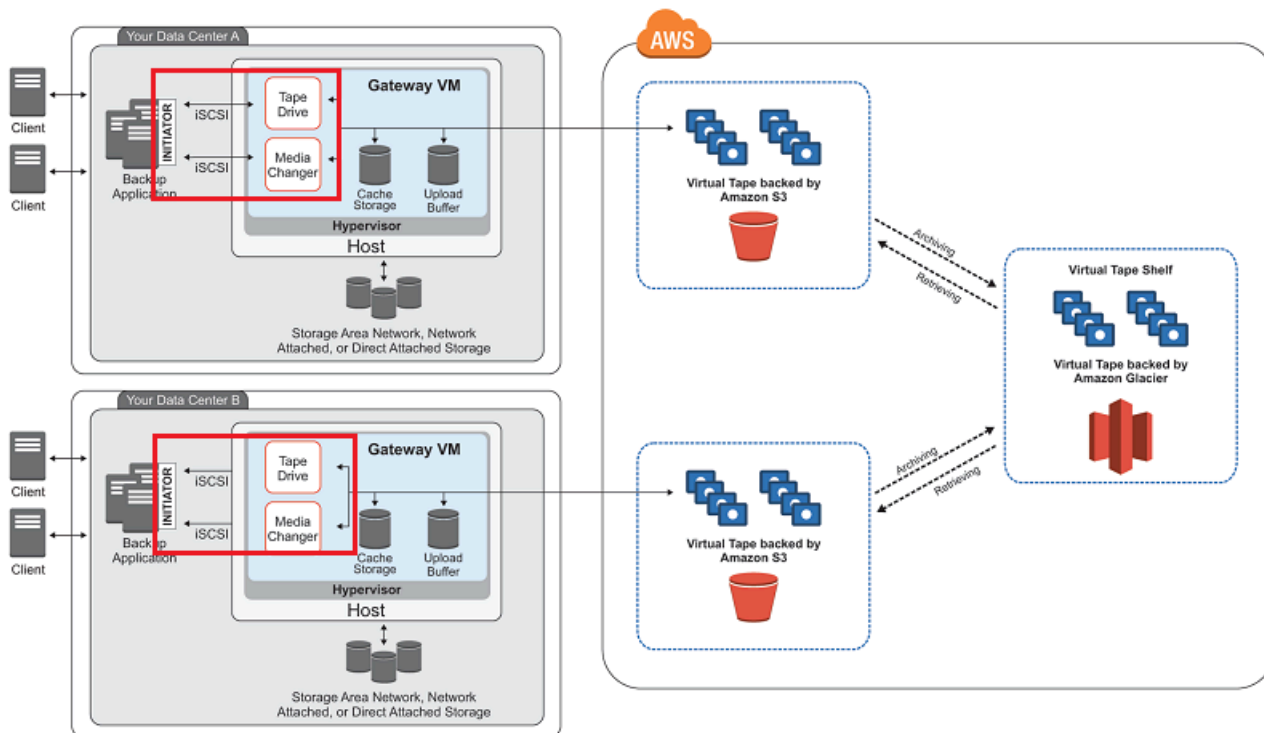 Your Data Center A
AWS
Client
Client
Backup
Application
INITIATOR
iSCSI
iSCSI
Gateway VM
Tape
Drive
Media
Changer
Cache
Storage
Upload
Buffer
Hypervisor
Host
Storage Area Network, Network
Attached, or Direct Attached Storage
Virtual Tape backed by
Amazon S3
Archiving
Retrieving
Virtual Tape Shelf
Virtual Tape backed by
Amazon Glacier
Your Data Center B
Client
Client
Backup
Application
INITIATOR
iSCSI
iSCSI
Gateway VM
Tape
Drive
Media
Changer
Cache
Storage
Upload
Buffer
Hypervisor
Host
Storage Area Network, Network
Attached, or Direct Attached Storage
Virtual Tape backed by
Amazon S3
Archiving
Retrieving